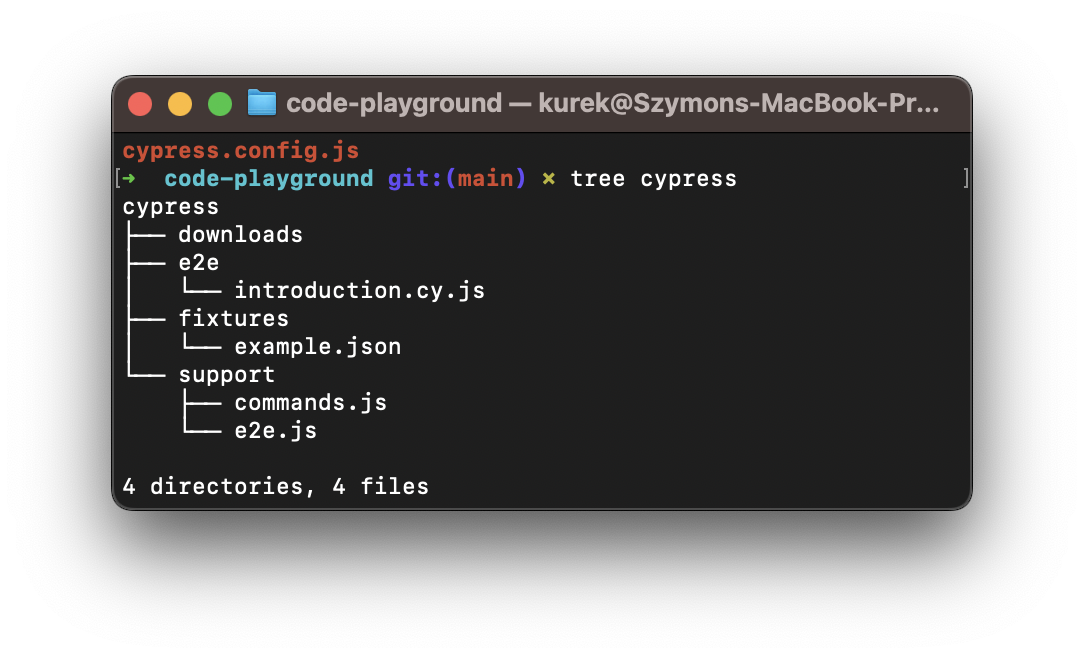 code-playground — kurek@Szymons-MacBook-Pr...
cypress.config.js
[➜  code-playground git:(main) × tree cypress ]
cypress
├── downloads
├── e2e
│   └── introduction.cy.js
├── fixtures
│   └── example.json
└── support
    ├── commands.js
    └── e2e.js
4 directories, 4 files